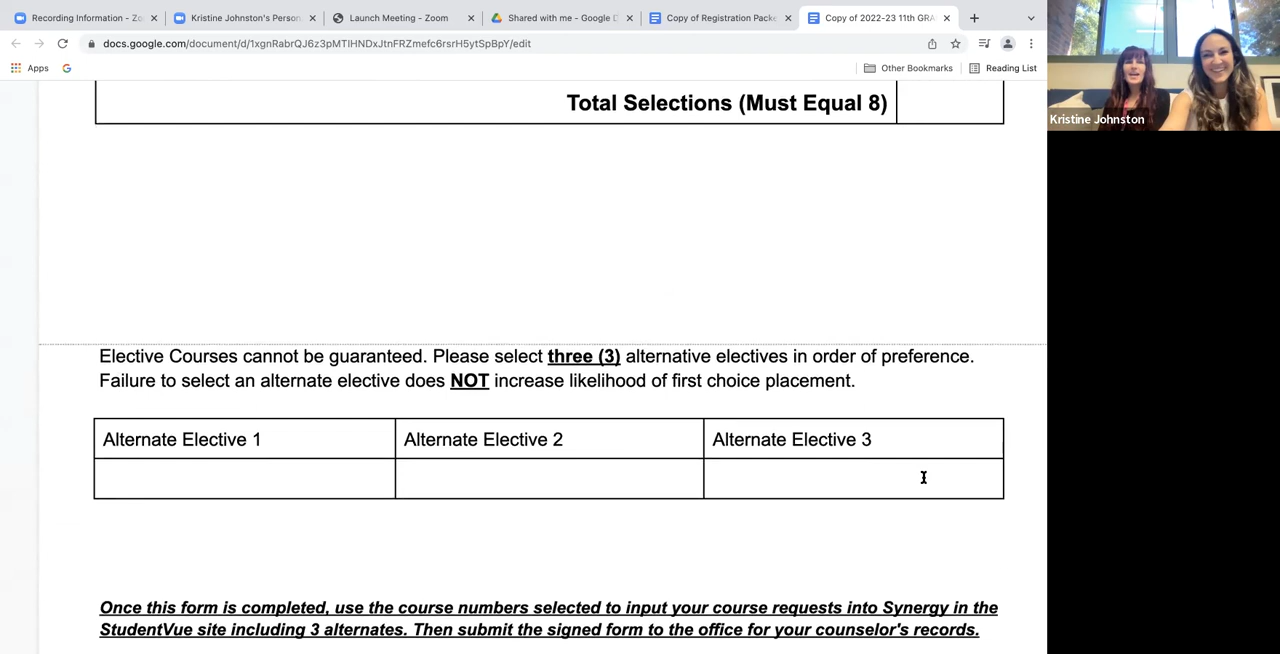 Recording Information - Zo
Kristine Johnston's Person
Launch Meeting - Zoom
Shared with me - Google D
Copy of Registration Packe
Copy of 2022-23 11th GRA
docs.google.com/document/d/1xgnRabrQJ6z3pMTIHNDxJtnFRZmefc6rsrH5ytSpBpY/edit
Apps
Other Bookmarks
Reading List
Kristine Johnston
Total Selections (Must Equal 8)
Elective Courses cannot be guaranteed. Please select three (3) alternative electives in order of preference.
Failure to select an alternate elective does NOT increase likelihood of first choice placement.
Alternate Elective 1
Alternate Elective 2
Alternate Elective 3
Once this form is completed, use the course numbers selected to input your course requests into Synergy in the
StudentVue site including 3 alternates. Then submit the signed form to the office for your counselor's records.